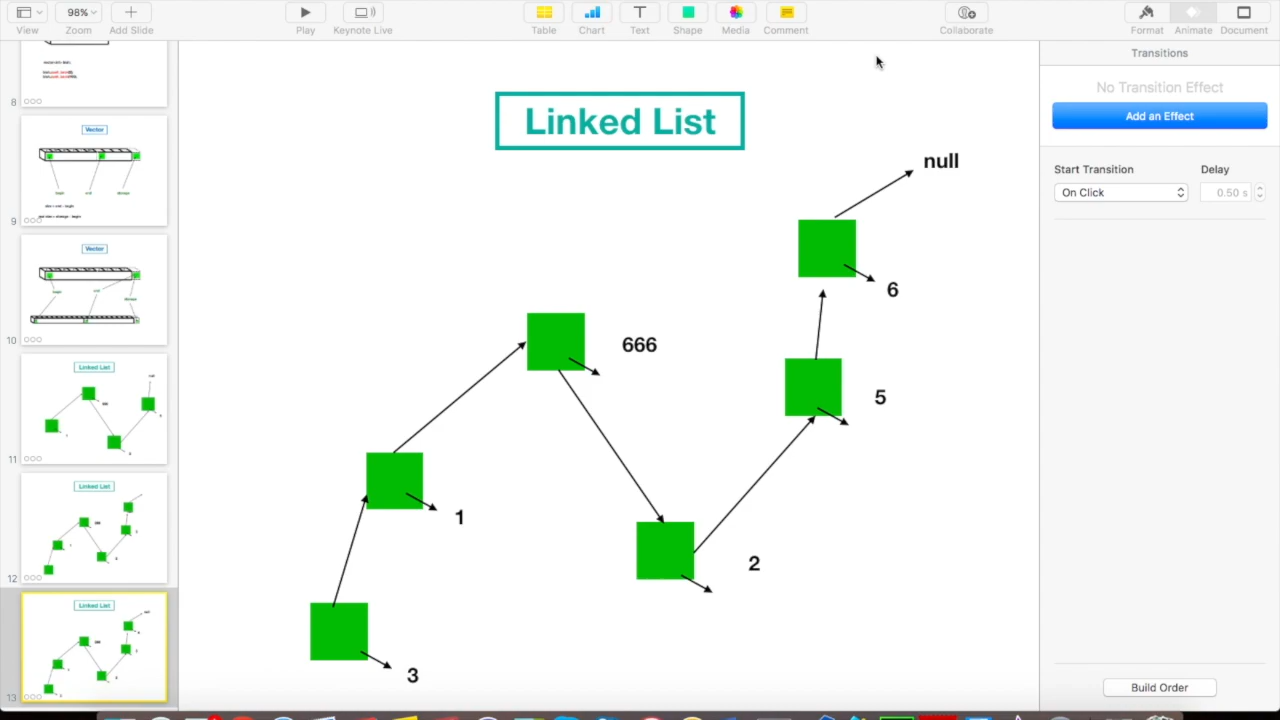 98%
View
Zoom
Add Slide
Play
Keynote Live
Table
Chart
Text
Shape
Media
Comment
Collaborate
Format
Animate
Document
Transitions
No Transition Effect
Add an Effect
Start Transition
Delay
On Click
0.50 s
Build Order
8
Vector
9
Vector
10
Linked List
11
Linked List
12
Linked List
13
Linked List
null
6
666
5
1
2
3